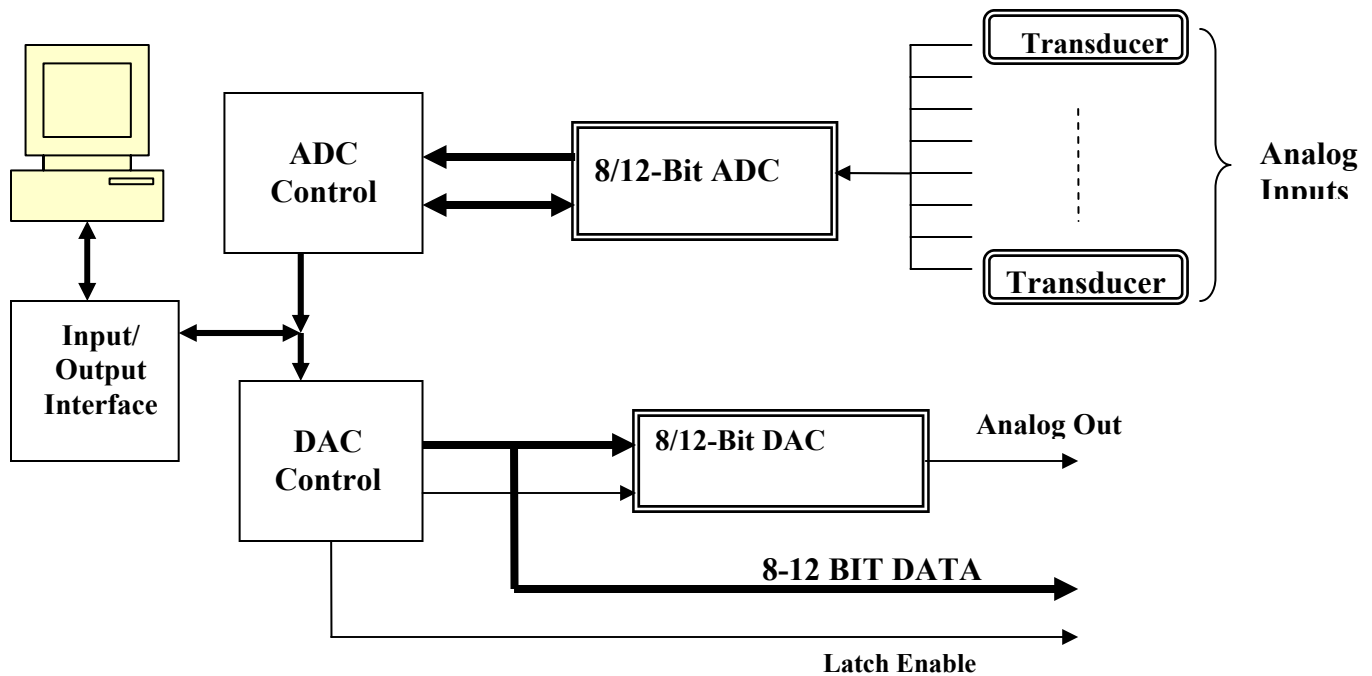 Transducer
ADC
Control
8/12-Bit ADC
Analog
Inputs
Transducer
Input/
Output
Interface
DAC
Control
8/12-Bit DAC
Analog Out
8-12 BIT DATA
Latch Enable